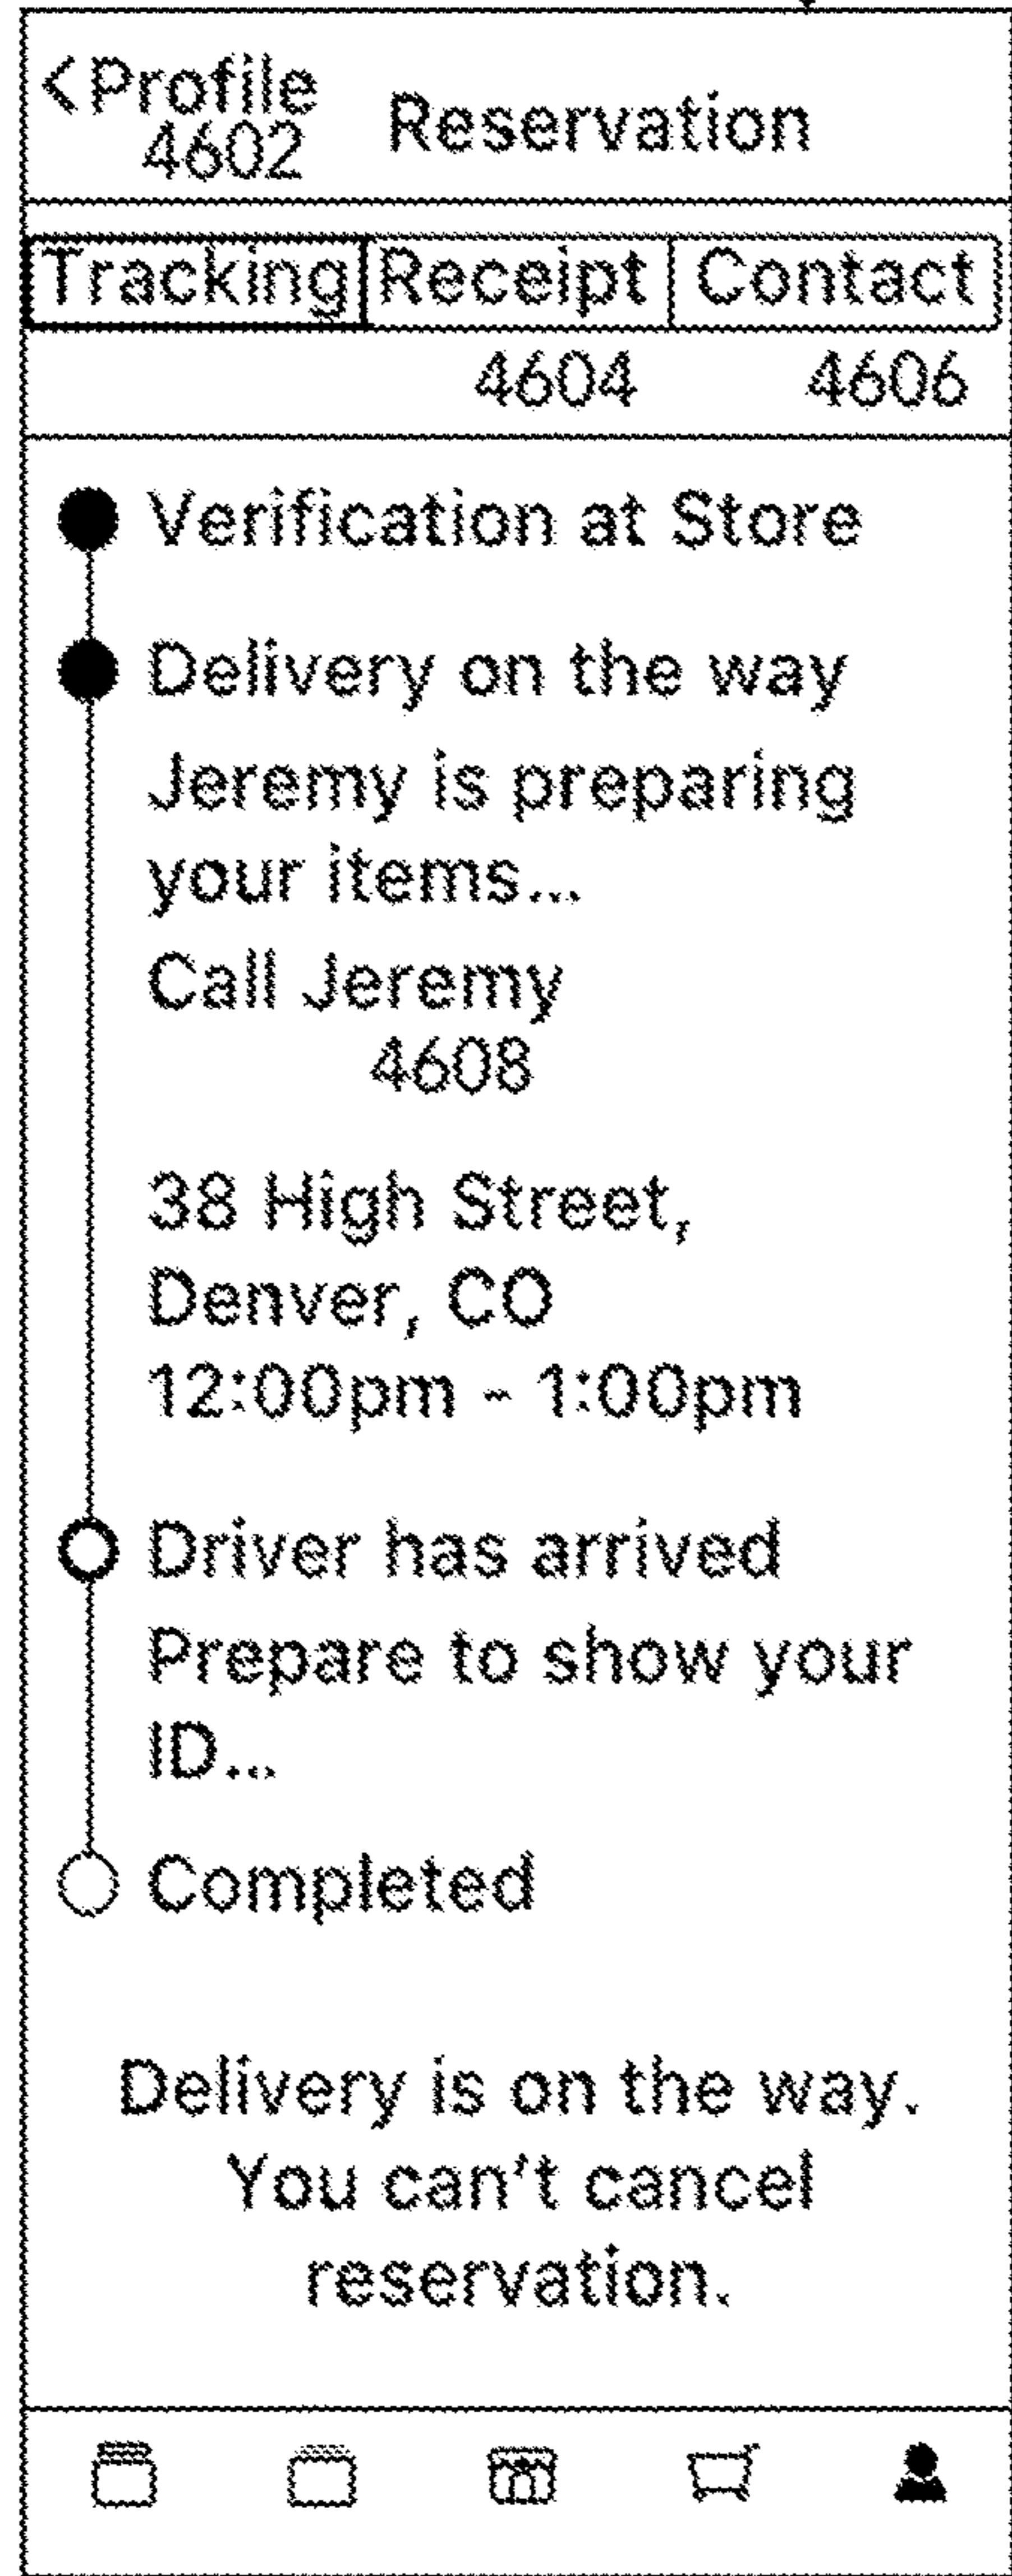 <Profile
4602
Reservation
Tracking Receipt Contact
4604 4606
Verification at Store
Delivery on the way
Jeremy is preparing
your items...
Call Jeremy
4608
38 High Street,
Denver, CO
12:00pm - 1:00pm
Driver has arrived
Prepare to show your
ID...
Completed
Delivery is on the way.
You can't cancel
reservation.